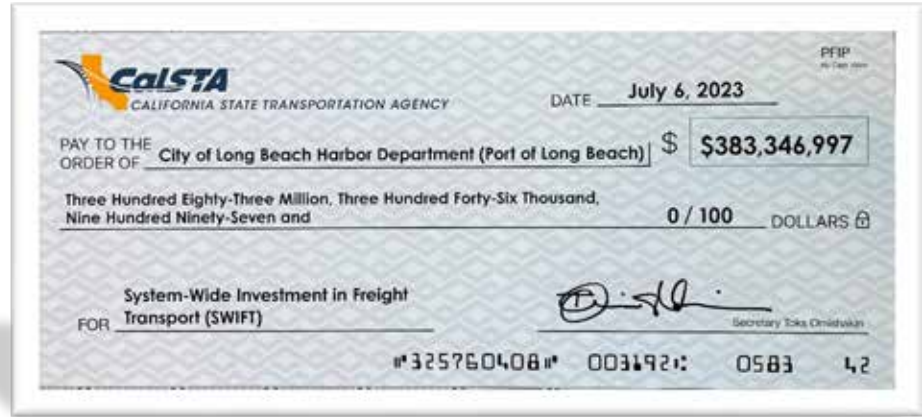 PFIP
CalSTA
CALIFORNIA STATE TRANSPORTATION AGENCY
DATE July 6, 2023
PAY TO THE
ORDER OF City of Long Beach Harbor Department (Port of Long Beach) $ $383,346,997
Three Hundred Eighty-Three Million, Three Hundred Forty-Six Thousand,
Nine Hundred Ninety-Seven and 0 / 100 DOLLARS
System-Wide Investment in Freight
FOR Transport (SWIFT)
Secretary Toks Omishakin
⑈325760408⑈ 003192⑆ 0583 42